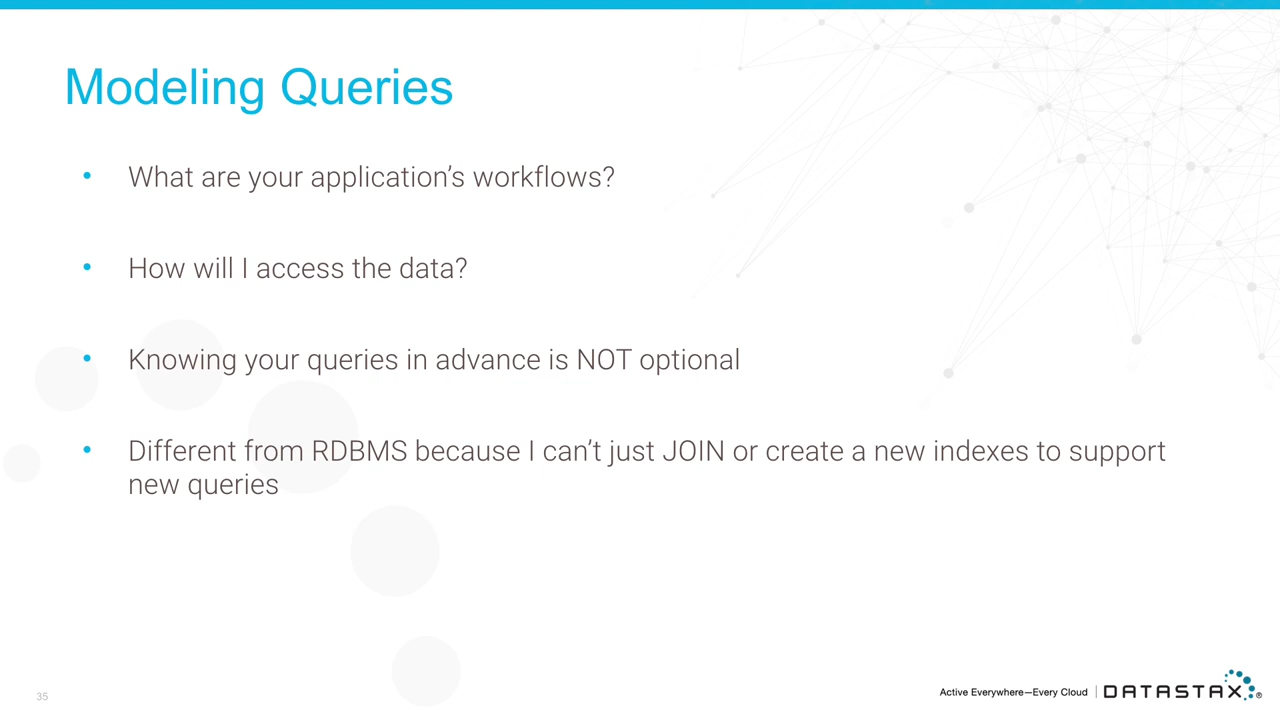 Modeling Queries
• What are your application’s workflows?
• How will I access the data?
• Knowing your queries in advance is NOT optional
• Different from RDBMS because I can’t just JOIN or create a new indexes to support
new queries
35
Active Everywhere—Every Cloud | DATASTAX®